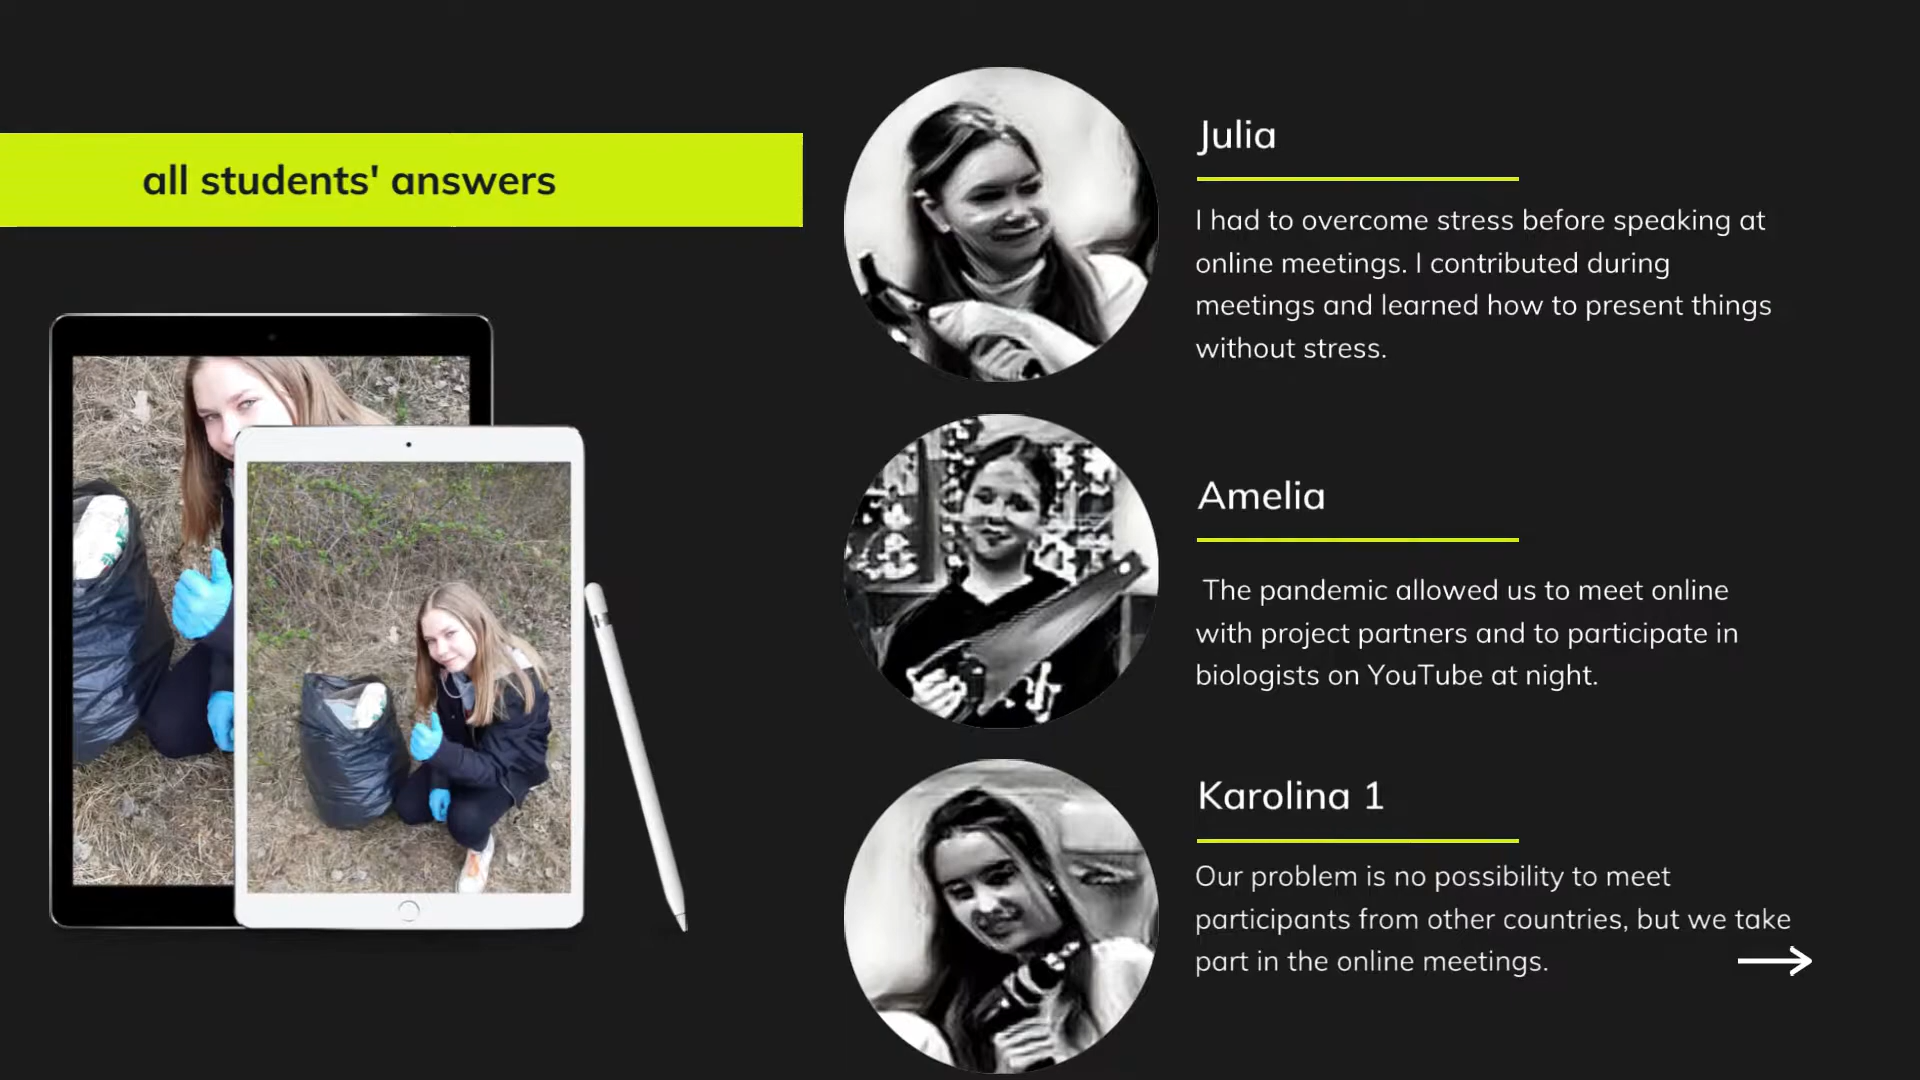 all students' answers
Julia
I had to overcome stress before speaking at
online meetings. I contributed during
meetings and learned how to present things
without stress.
Amelia
The pandemic allowed us to meet online
with project partners and to participate in
biologists on YouTube at night.
Karolina 1
Our problem is no possibility to meet
participants from other countries, but we take
part in the online meetings.